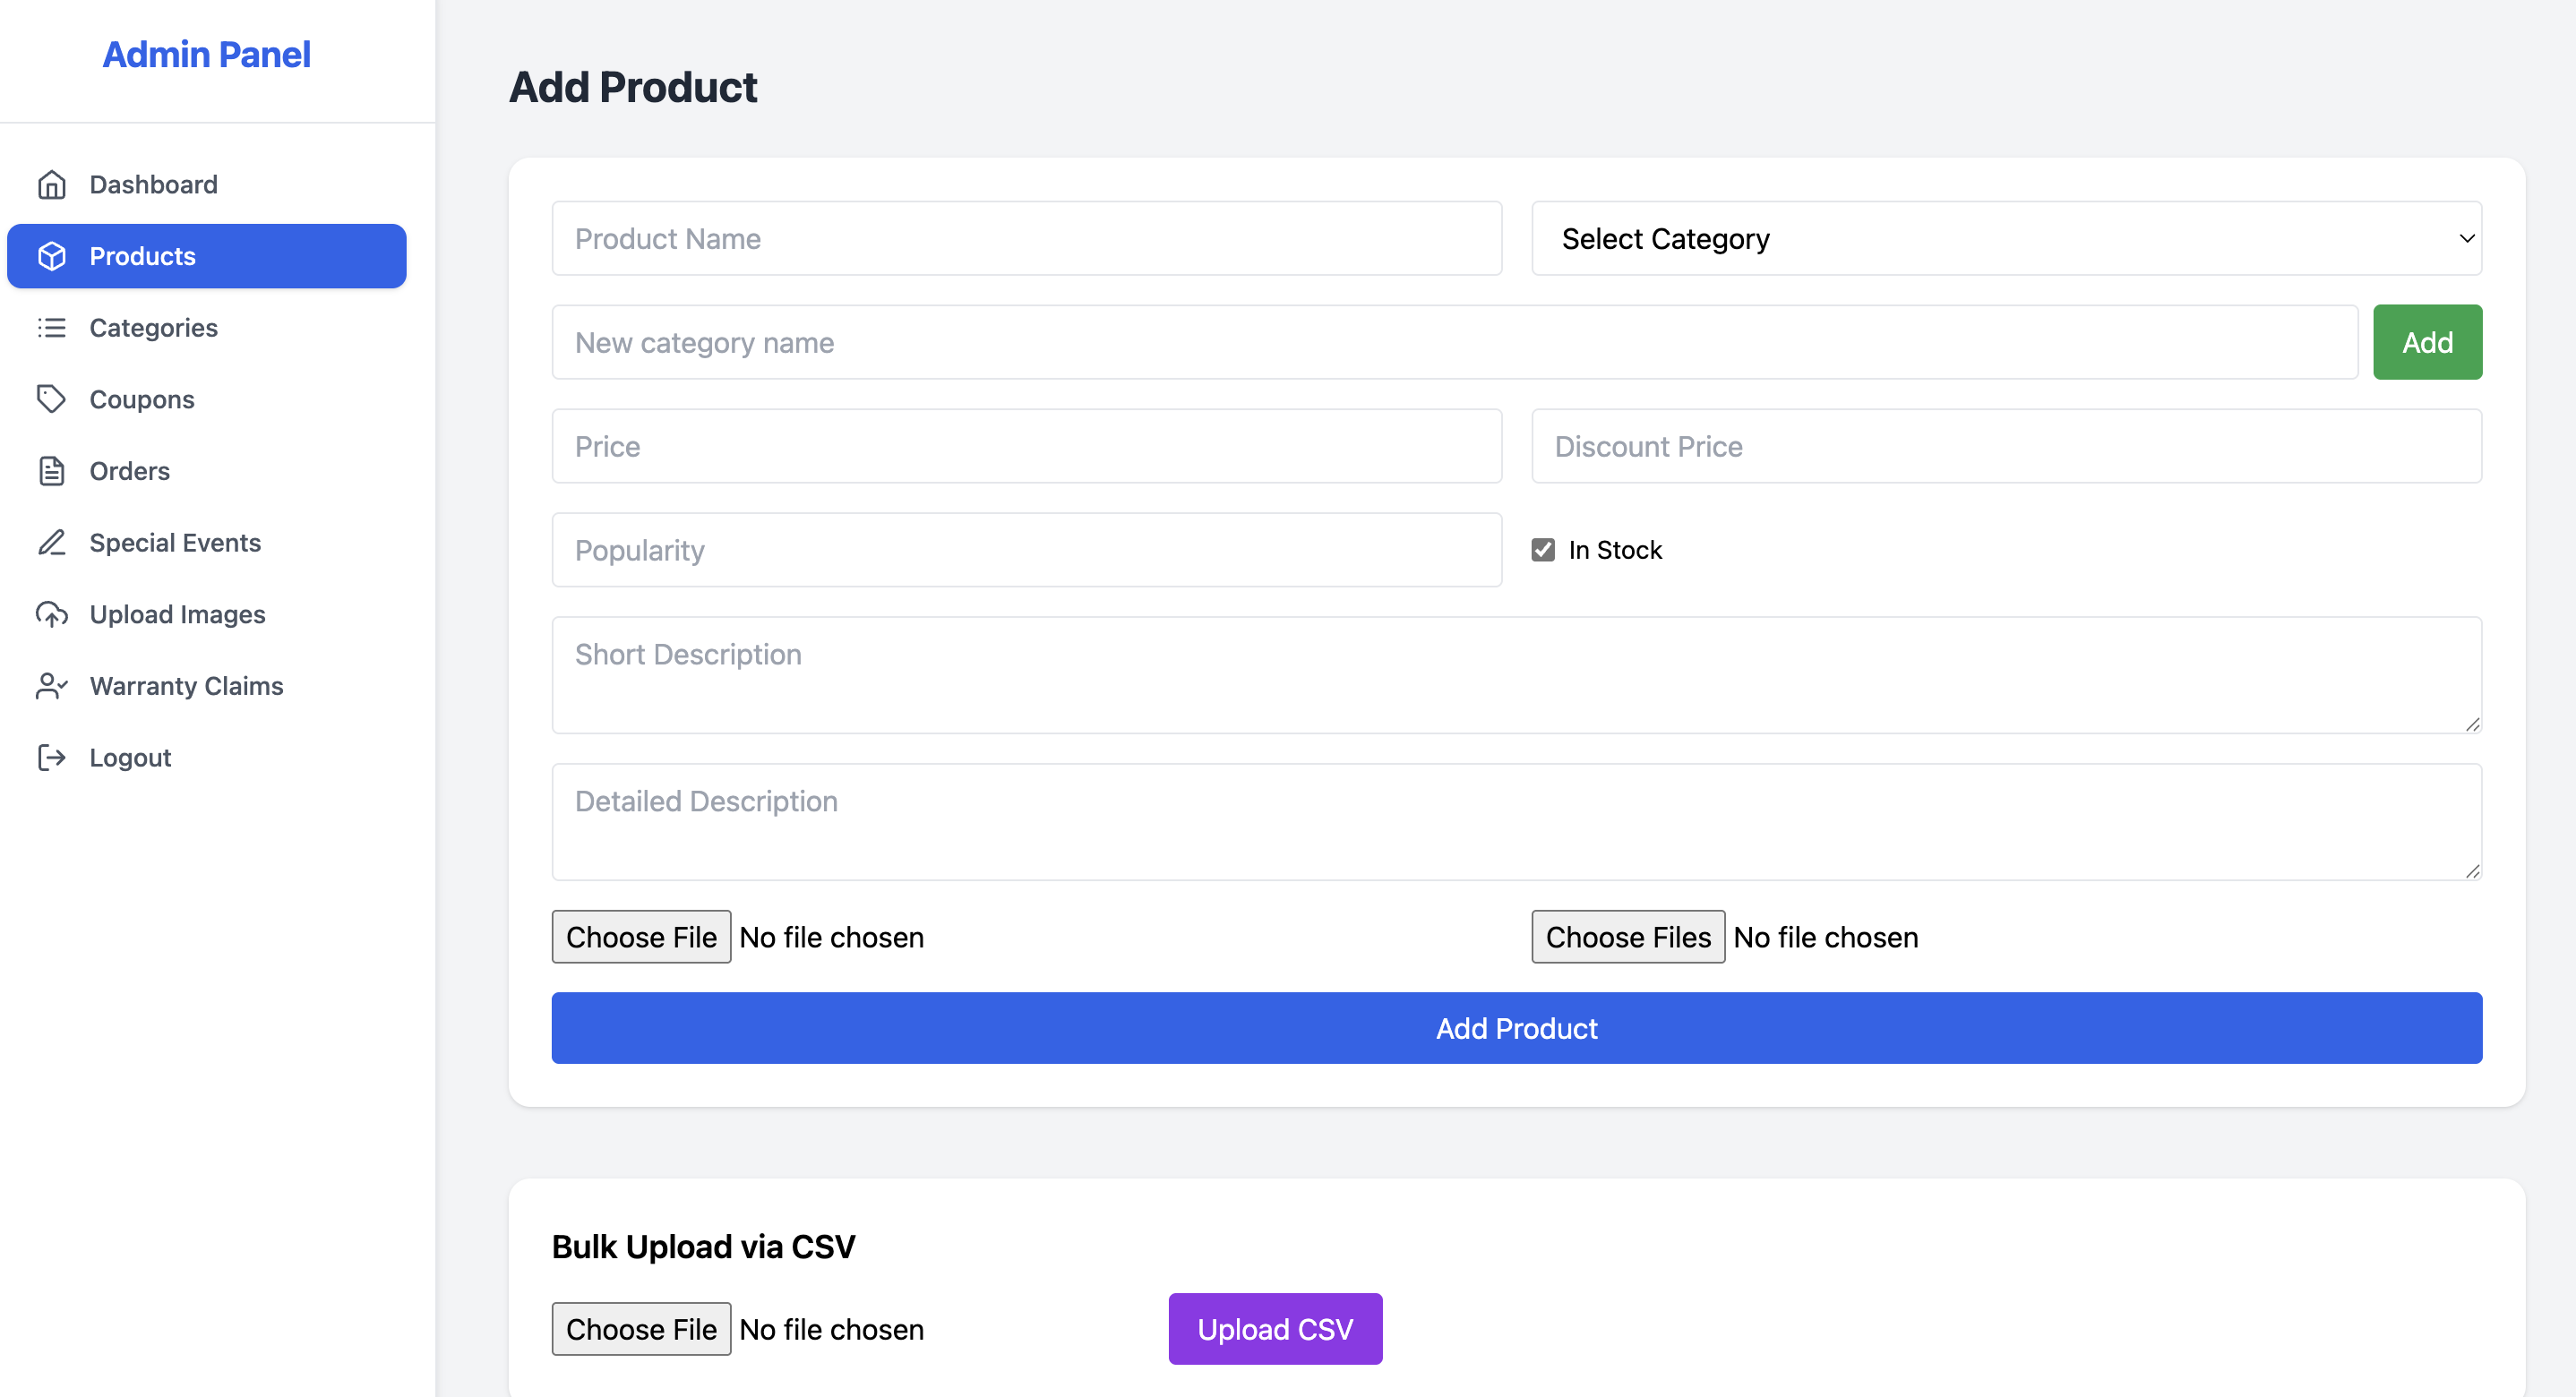 Admin Panel
Dashboard
Products
Categories
Coupons
Orders
Special Events
Upload Images
Warranty Claims
Logout
Add Product
Product Name
Select Category
New category name
Add
Price
Discount Price
Popularity
In Stock
Short Description
Detailed Description
Choose File No file chosen
Choose Files No file chosen
Add Product
Bulk Upload via CSV
Choose File No file chosen
Upload CSV